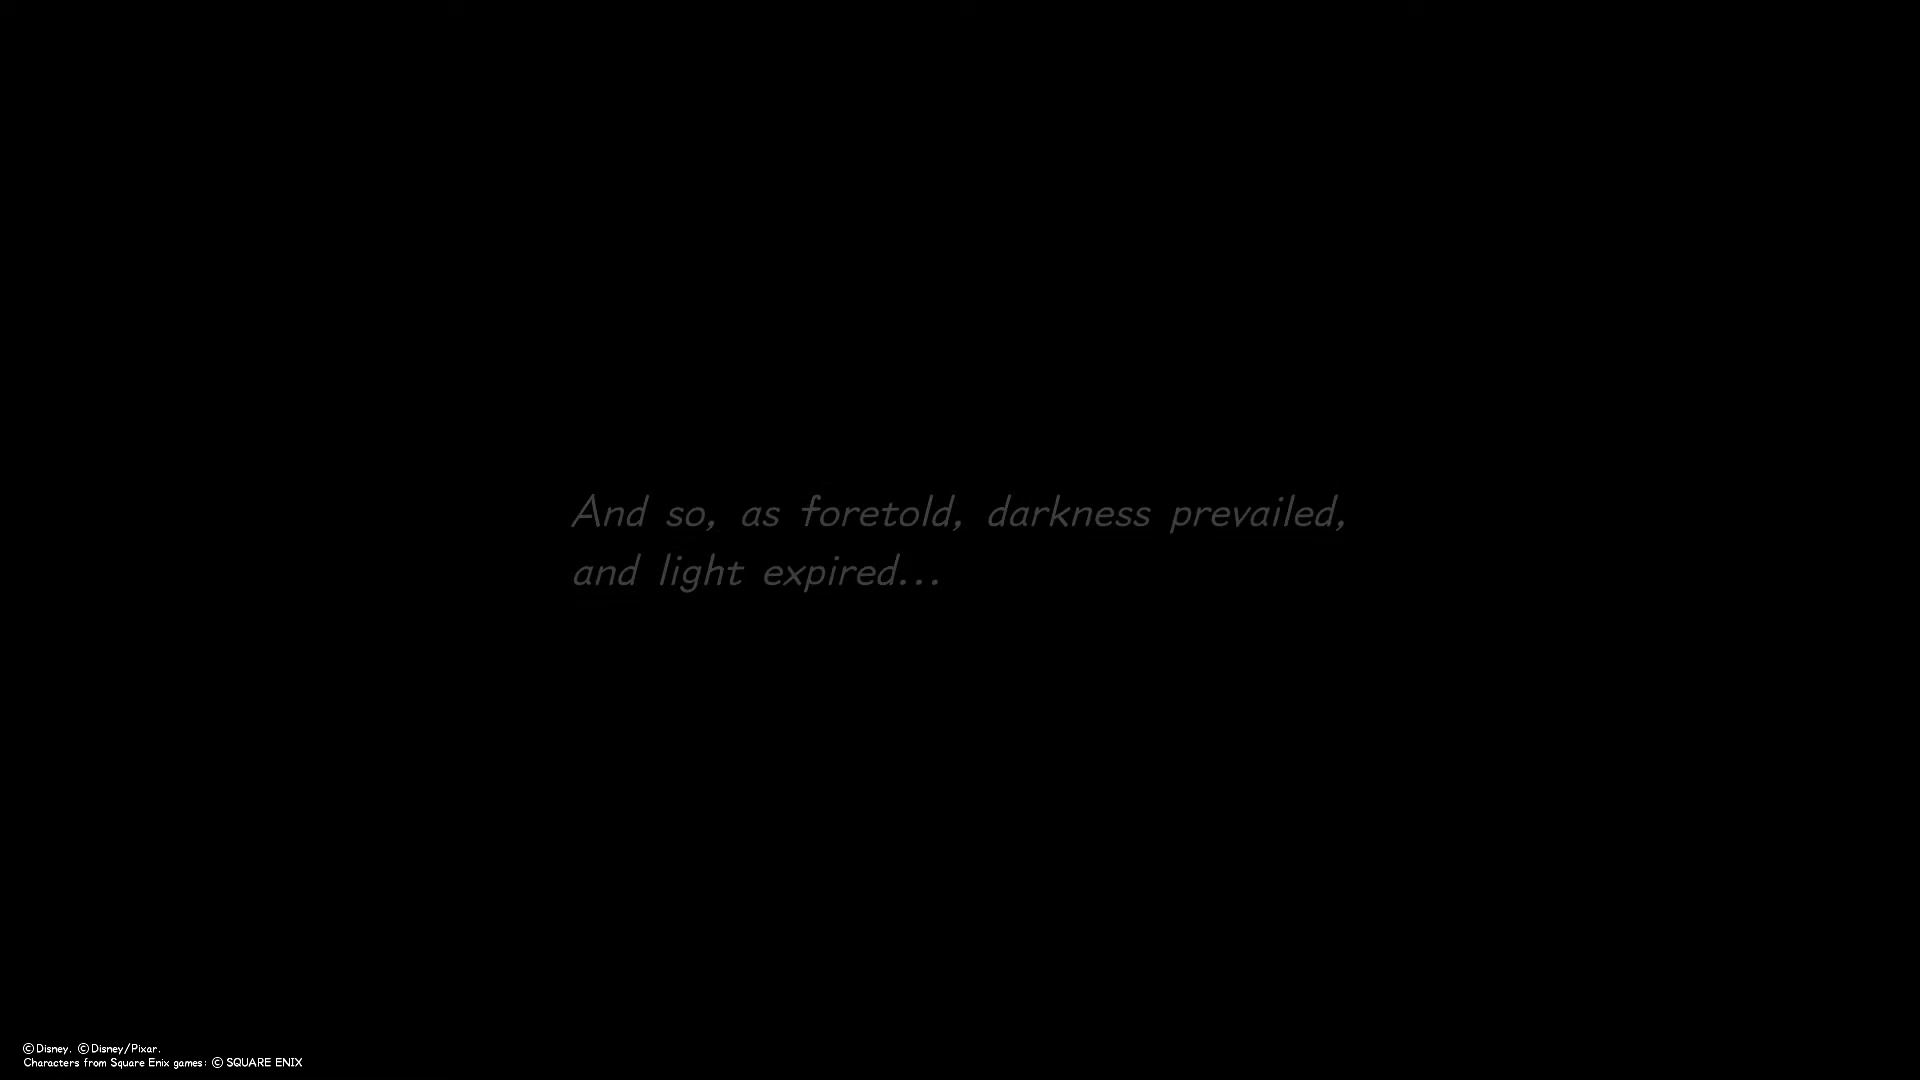 And so, as foretold, darkness prevailed,
and light expired...
©Disney. ©Disney/Pixar.
Characters from Square Enix games: © SQUARE ENIX